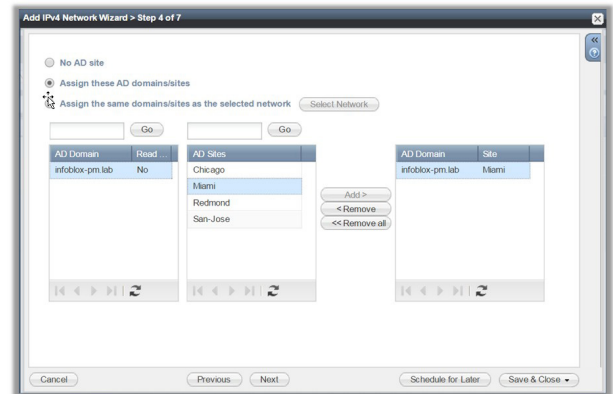 Add IPv4 Network Wizard > Step 4 of 7
No AD site
Assign these AD domains/sites
Assign the same domains/sites as the selected network Select Network
Go Go
AD Domain Read ... AD Sites AD Domain Site
infoblox-pm.lab No Chicago infoblox-pm.lab Miami
Miami
Add >
Redmond
< Remove
San-Jose
<< Remove all
Cancel Previous Next Schedule for Later Save & Close